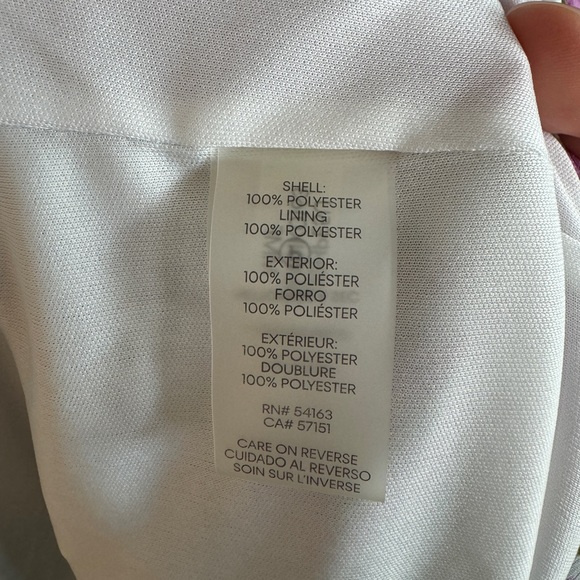 SHELL:
100% POLYESTER
LINING
100% POLYESTER
EXTERIOR:
100% POLIÉSTER
FORRO
100% POLIÉSTER
EXTÉRIEUR:
100% POLYESTER
DOUBLURE
100% POLYESTER
RN# 54163
CA# 57151
CARE ON REVERSE
CUIDADO AL REVERSO
SOIN SUR L'INVERSE